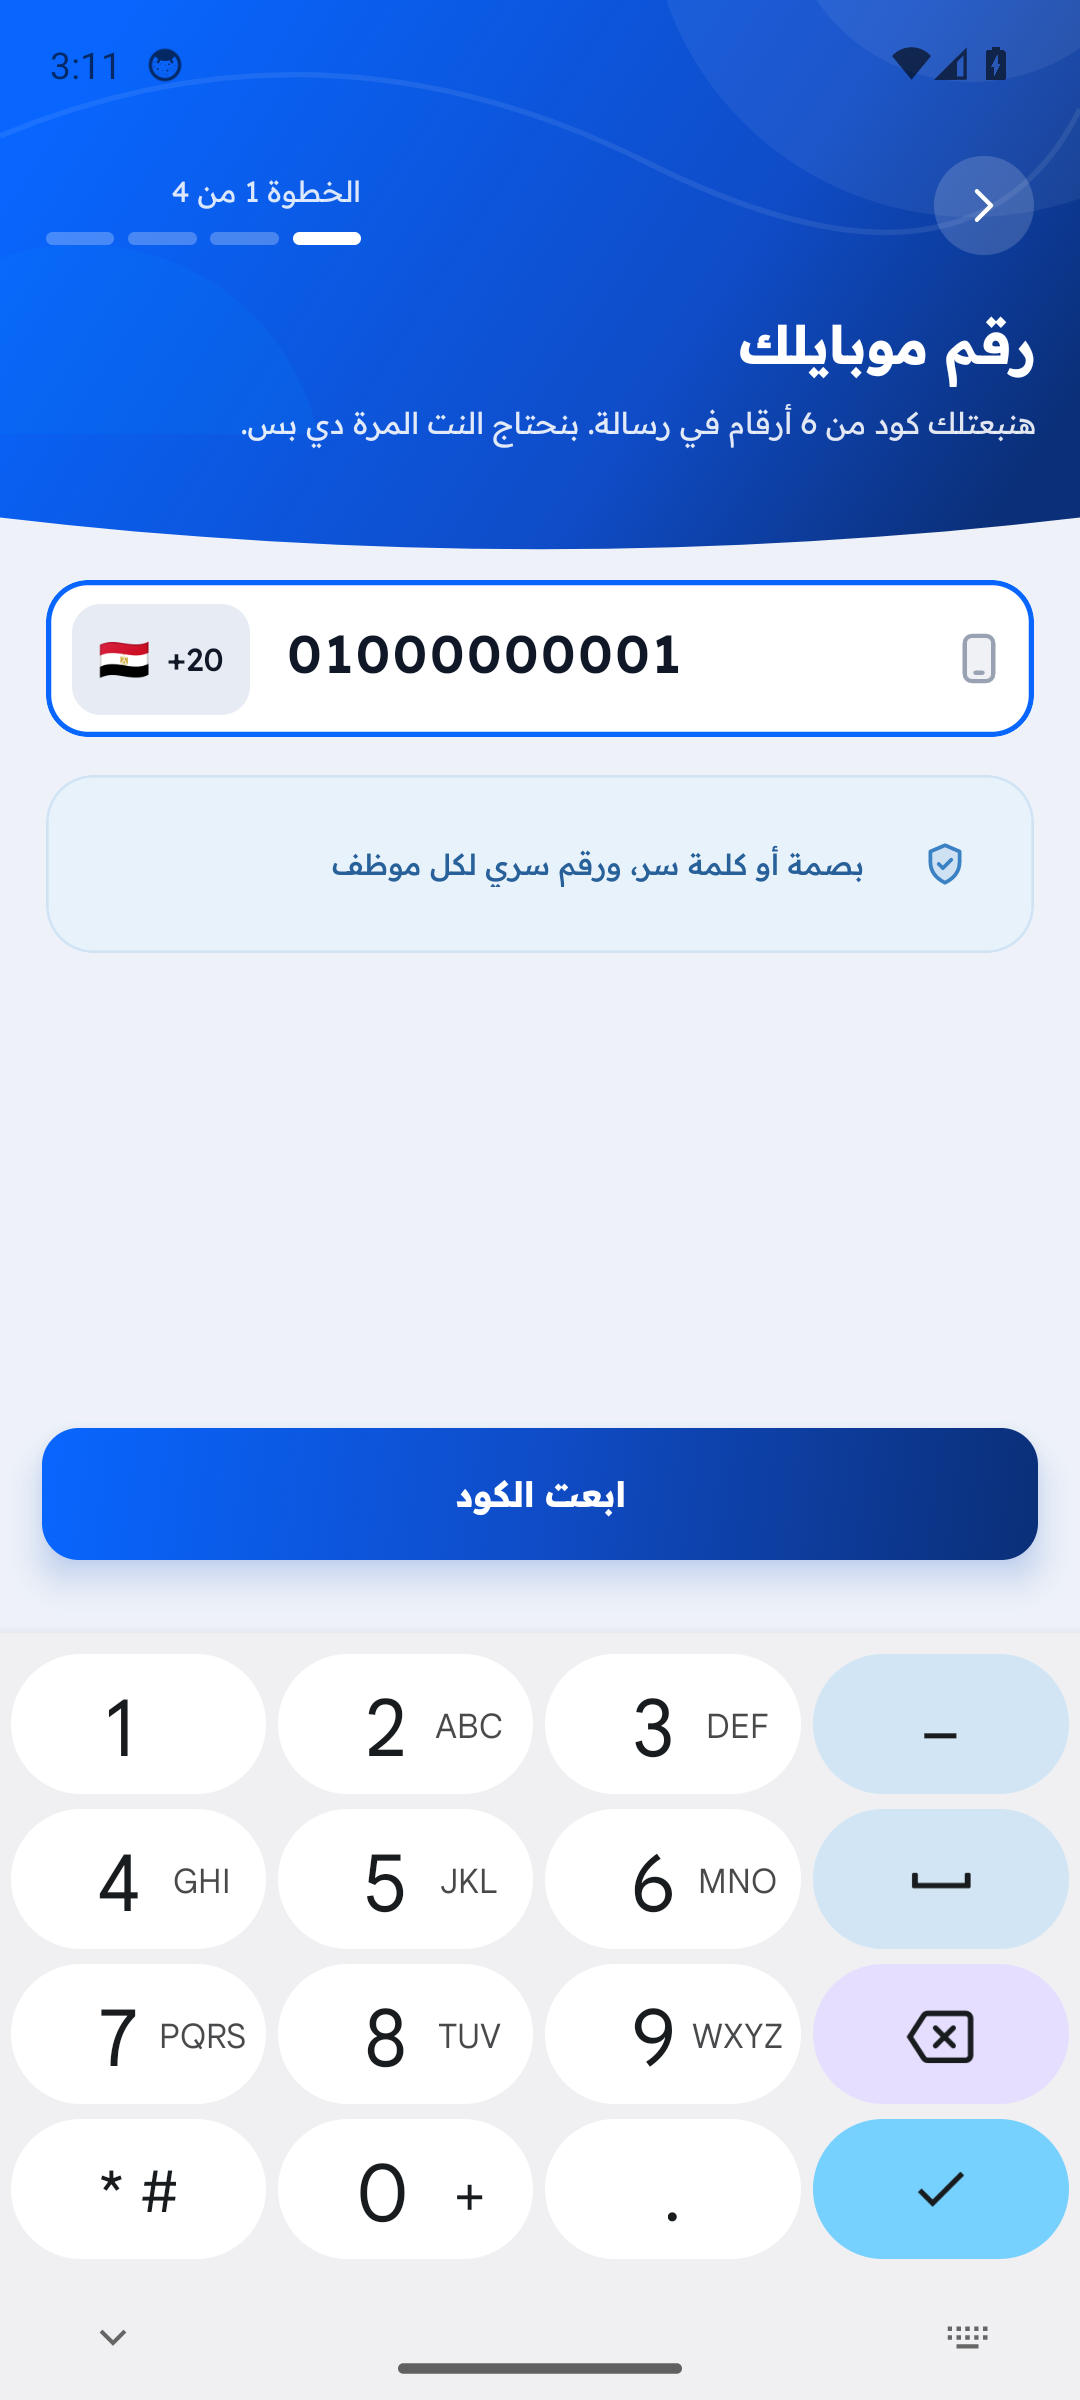 3:11
الخطوة 1 من 4
رقم موبايلك
هنبعتلك كود من 6 أرقام في رسالة. بنحتاج النت المرة دي بس.
+20 01000000001
بصمة أو كلمة سر، ورقم سري لكل موظف
ابعت الكود
1 2 ABC 3 DEF –
4 GHI 5 JKL 6 MNO
7 PQRS 8 TUV 9 WXYZ
* # 0 + .